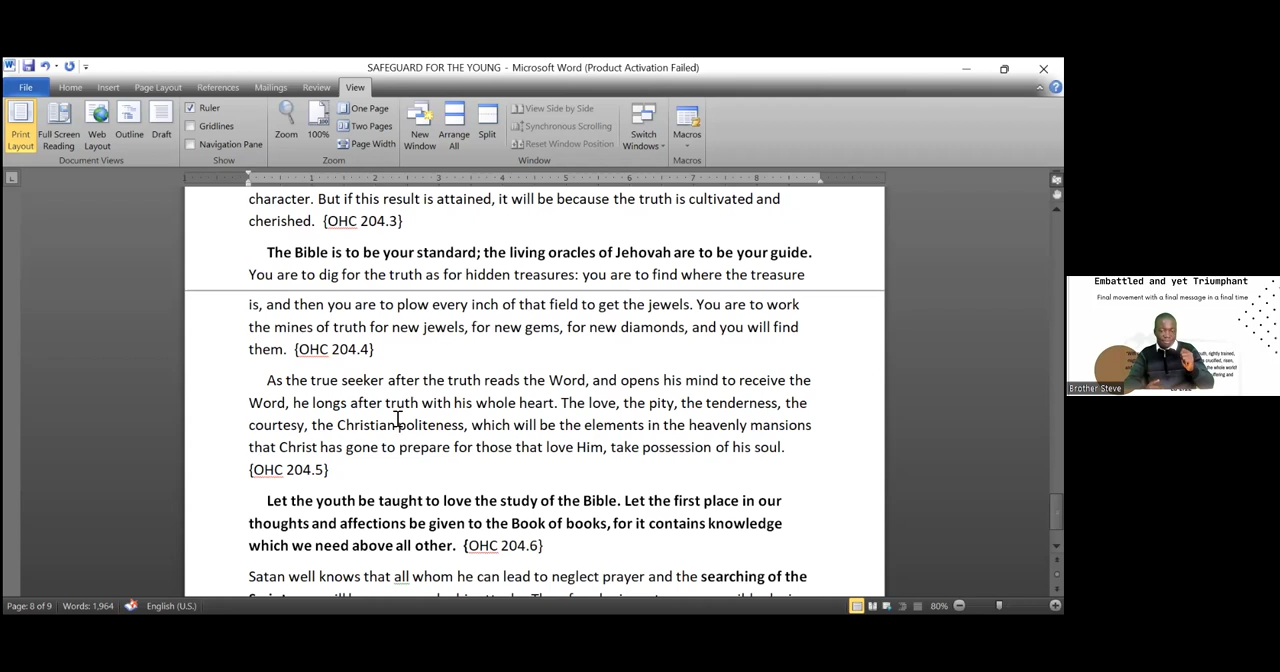 SAFEGUARD FOR THE YOUNG - Microsoft Word (Product Activation Failed)
File Home Insert Page Layout References Mailings Review View
Print Layout
Full Screen Reading
Web Layout
Outline
Draft
Document Views
Ruler
Gridlines
Navigation Pane
Show
Zoom
100%
One Page
Two Pages
Page Width
Zoom
New Window
Arrange All
Split
View Side by Side
Synchronous Scrolling
Reset Window Position
Window
Switch Windows
Macros
Macros
1 2 3 4 5 6 7 8
character. But if this result is attained, it will be because the truth is cultivated and
cherished. {OHC 204.3}
The Bible is to be your standard; the living oracles of Jehovah are to be your guide.
You are to dig for the truth as for hidden treasures: you are to find where the treasure
is, and then you are to plow every inch of that field to get the jewels. You are to work
the mines of truth for new jewels, for new gems, for new diamonds, and you will find
them. {OHC 204.4}
As the true seeker after the truth reads the Word, and opens his mind to receive the
Word, he longs after truth with his whole heart. The love, the pity, the tenderness, the
courtesy, the Christian politeness, which will be the elements in the heavenly mansions
that Christ has gone to prepare for those that love Him, take possession of his soul.
{OHC 204.5}
Let the youth be taught to love the study of the Bible. Let the first place in our
thoughts and affections be given to the Book of books, for it contains knowledge
which we need above all other. {OHC 204.6}
Satan well knows that all whom he can lead to neglect prayer and the searching of the
Page: 8 of 9 Words: 1,964 English (U.S.) 80%
Embattled and yet Triumphant
Final movement with a final message in a final time
Brother Steve